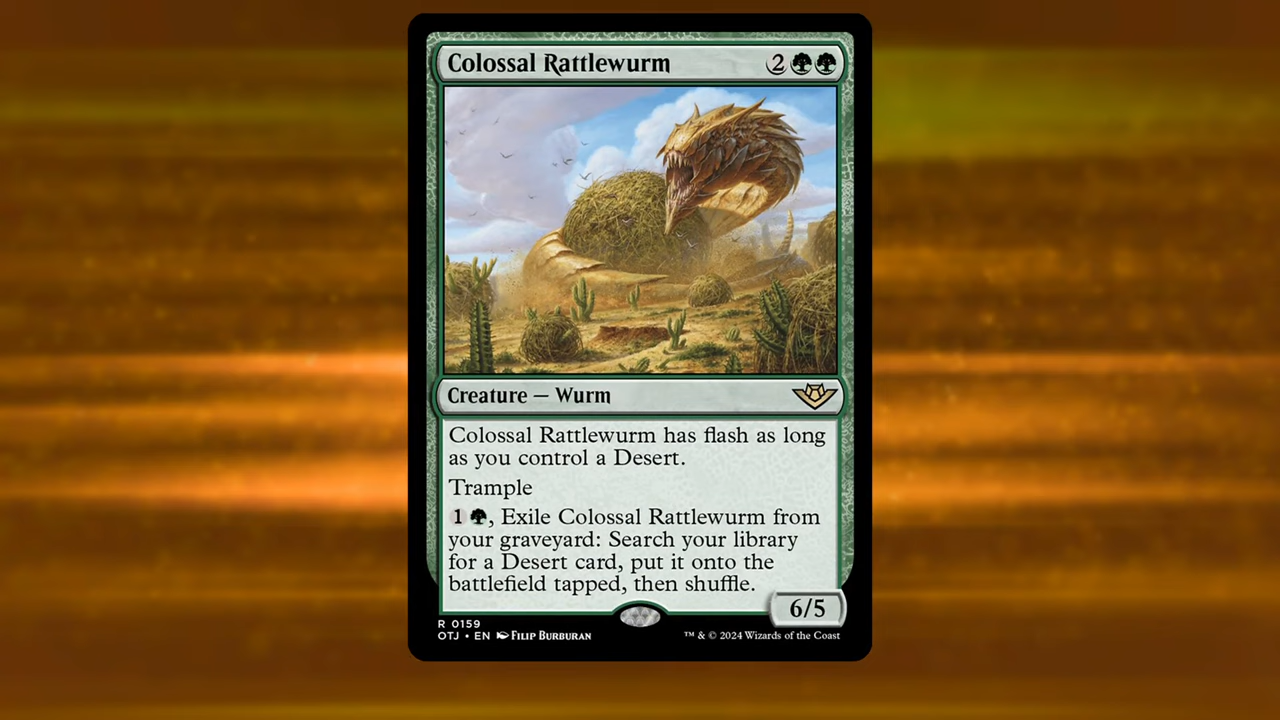 Colossal Rattlewurm 2
Creature — Wurm
Colossal Rattlewurm has flash as long
as you control a Desert.
Trample
1 , Exile Colossal Rattlewurm from
your graveyard: Search your library
for a Desert card, put it onto the
battlefield tapped, then shuffle.
6/5
R 0159
OTJ • EN Filip Burburan
™ & © 2024 Wizards of the Coast